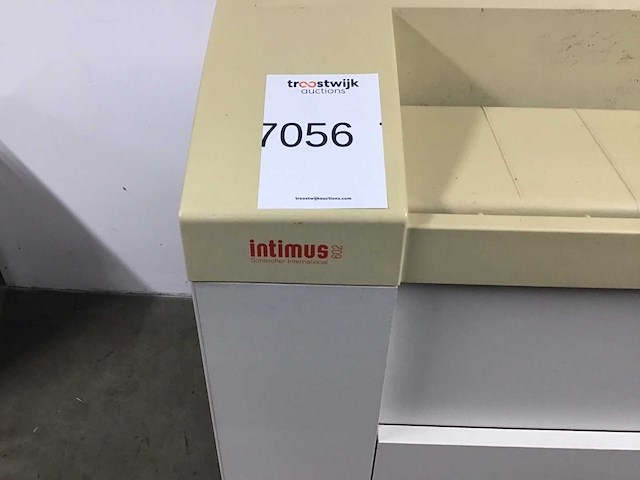 troostwijk
auctions
7056
troostwijkauctions.com
intimus 602
Schleicher International